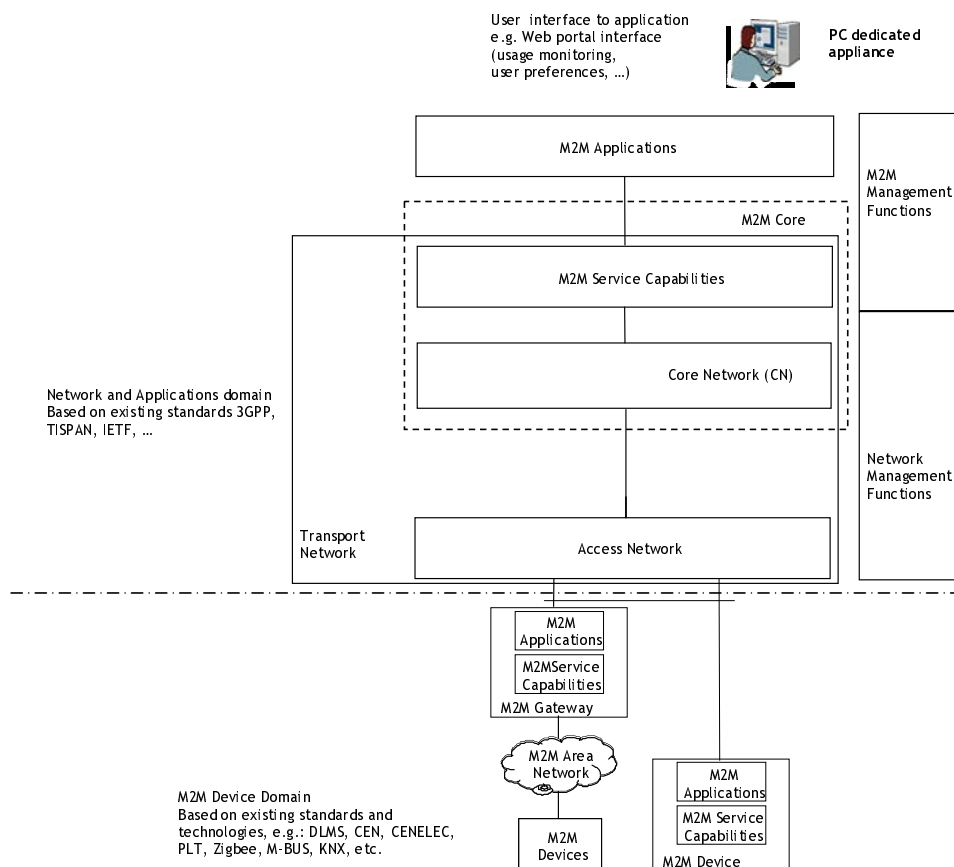 User interface to application
e.g. Web portal interface
(usage monitoring,
user preferences, …)
PC dedicated
appliance
M2M Applications
M2M
Management
Functions
M2M Core
M2M Service Capabilities
Core Network (CN)
Network and Applications domain
Based on existing standards 3GPP,
TISPAN, IETF, …
Network
Management
Functions
Transport
Network
Access Network
M2M
Applications
M2MService
Capabilities
M2M Gateway
M2M Area
Network
M2M Device Domain
Based on existing standards and
technologies, e.g.: DLMS, CEN, CENELEC,
PLT, Zigbee, M-BUS, KNX, etc.
M2M
Devices
M2M
Applications
M2M Service
Capabilities
M2M Device